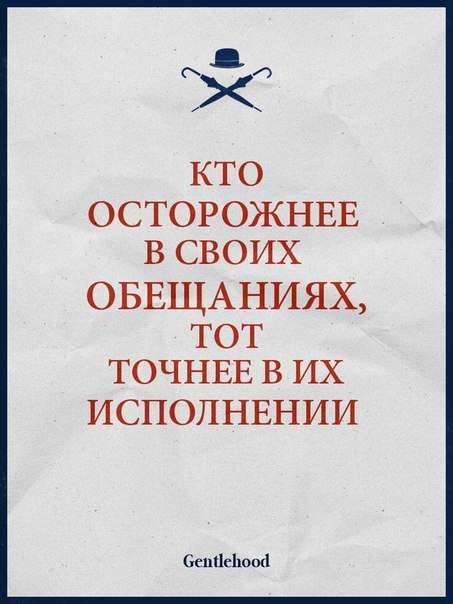 КТО
ОСТОРОЖНЕЕ
В СВОИХ
ОБЕЩАНИЯХ,
ТОТ
ТОЧНЕЕ В ИХ
ИСПОЛНЕНИИ
Gentlehood